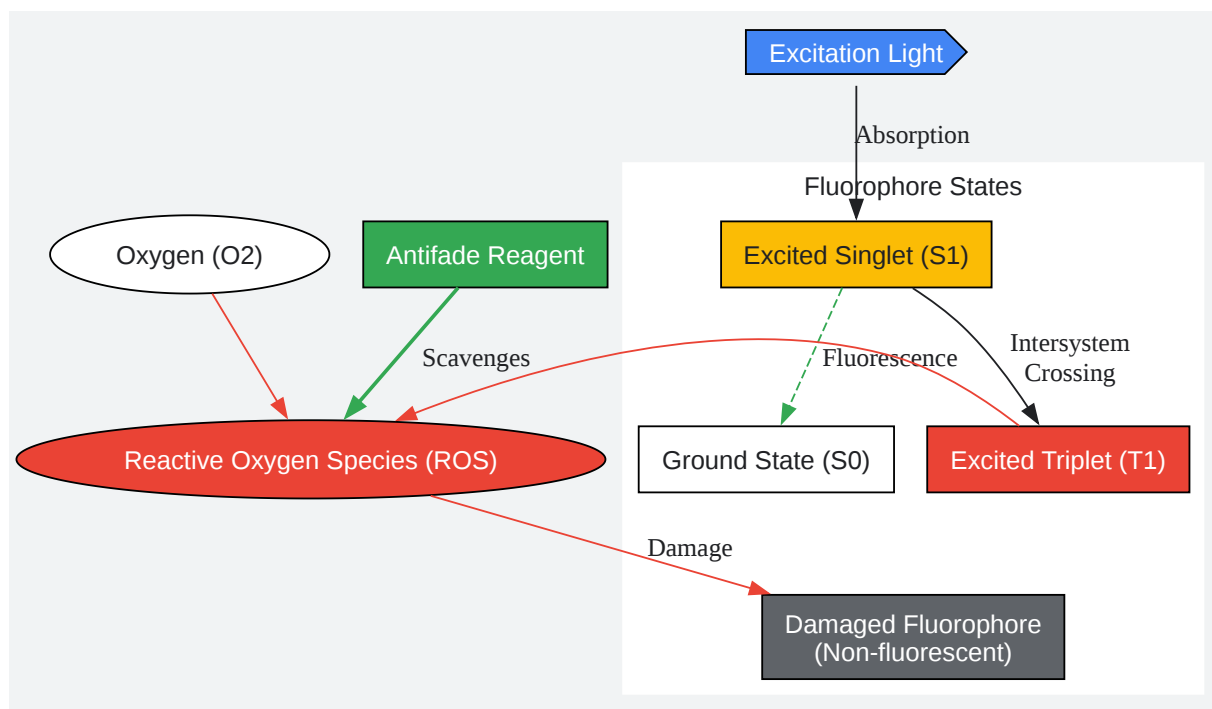 Excitation Light
Absorption
Fluorophore States
Oxygen (O2)
Antifade Reagent
Excited Singlet (S1)
Scavenges
Fluorescence
Intersystem
Crossing
Reactive Oxygen Species (ROS)
Ground State (S0)
Excited Triplet (T1)
Damage
Damaged Fluorophore
(Non-fluorescent)